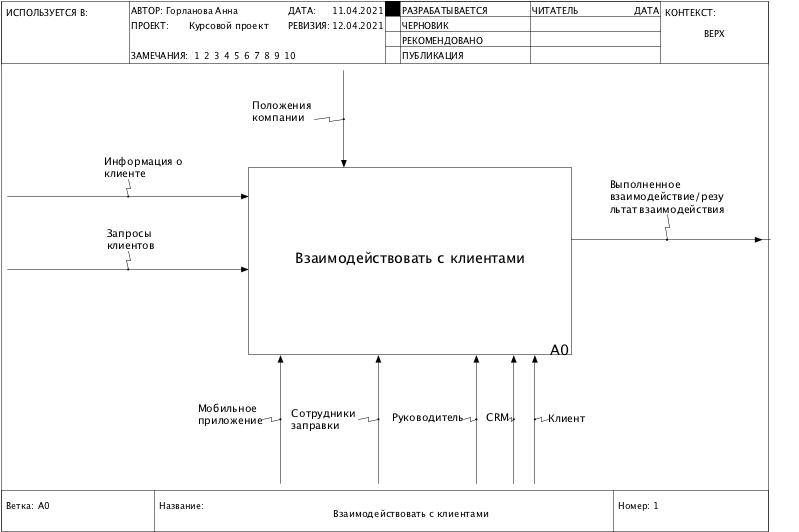 ИСПОЛЬЗУЕТСЯ В:
АВТОР: Горланова Анна
ДАТА: 11.04.2021
РАЗРАБАТЫВАЕТСЯ
ЧИТАТЕЛЬ
ДАТА
КОНТЕКСТ:
ПРОЕКТ: Курсовой проект
РЕВИЗИЯ: 12.04.2021
ЧЕРНОВИК
РЕКОМЕНДОВАНО
ВЕРХ
ЗАМЕЧАНИЯ: 1 2 3 4 5 6 7 8 9 10
ПУБЛИКАЦИЯ
Положения
компании
Информация о
клиенте
Запросы
клиентов
Взаимодействовать с клиентами
A0
Выполненное
взаимодействие/резу
льтат взаимодействия
Мобильное
приложение
Сотрудники
заправки
Руководитель
CRM
Клиент
Ветка: A0
Название:
Взаимодействовать с клиентами
Номер: 1